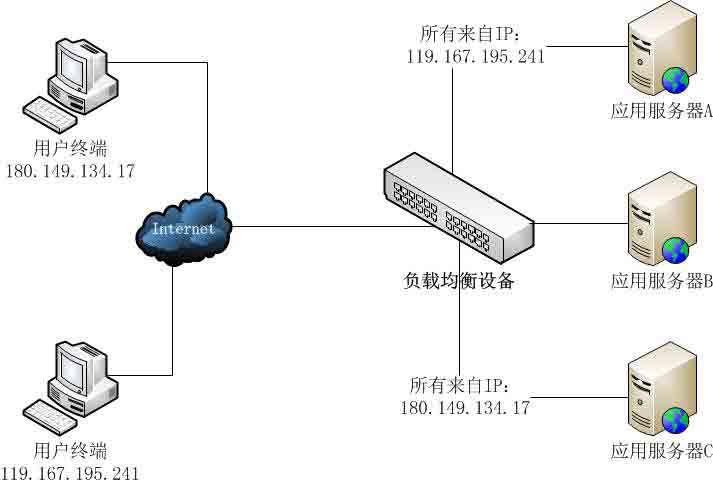 所有来自IP：
119.167.195.241
应用服务器A
用户终端
180.149.134.17
Internet
负载均衡设备
应用服务器B
所有来自IP：
180.149.134.17
用户终端
119.167.195.241
应用服务器C